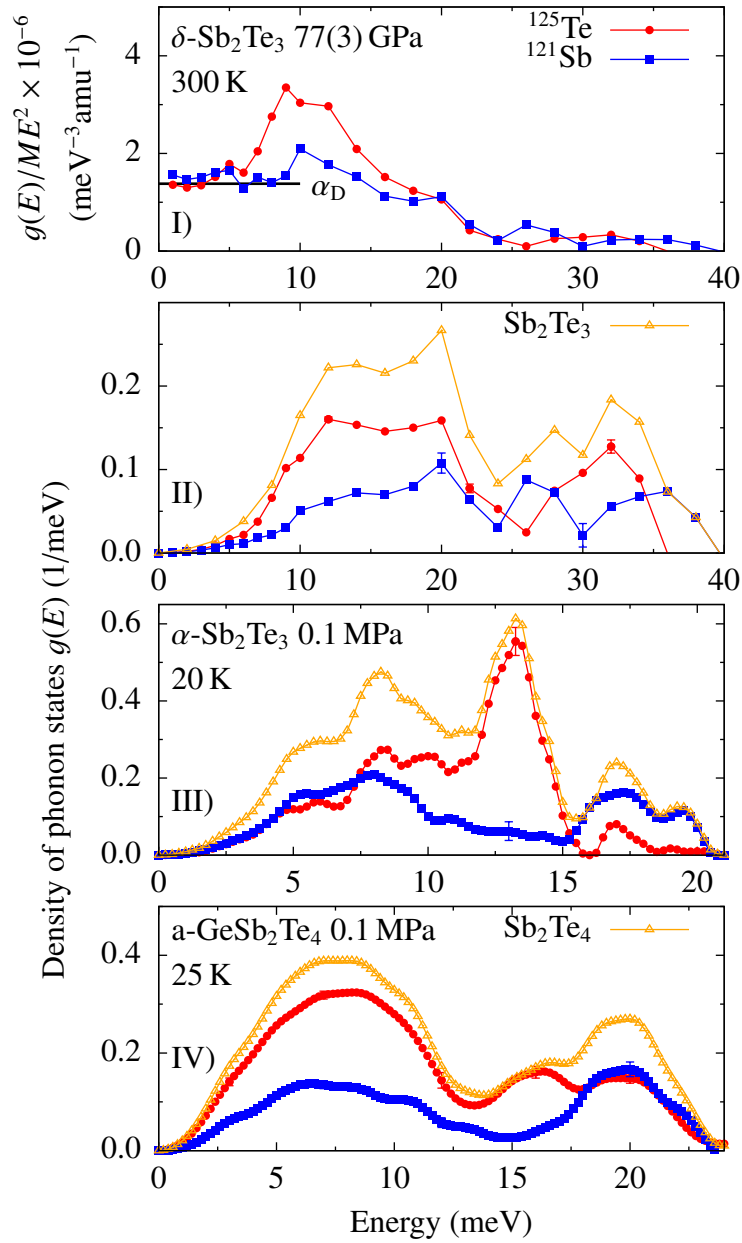 g(E)/ME² × 10⁻⁶
(meV⁻³amu⁻¹)
δ-Sb₂Te₃ 77(3) GPa
300 K
¹²⁵Te
¹²¹Sb
α_D
I)
4
2
0
0 10 20 30 40
Density of phonon states g(E) (1/meV)
Sb₂Te₃
II)
0.2
0.1
0.0
0 10 20 30 40
α-Sb₂Te₃ 0.1 MPa
20 K
III)
0.6
0.4
0.2
0.0
0 5 10 15 20
a-GeSb₂Te₄ 0.1 MPa
25 K
Sb₂Te₄
IV)
0.4
0.2
0.0
0 5 10 15 20
Energy (meV)